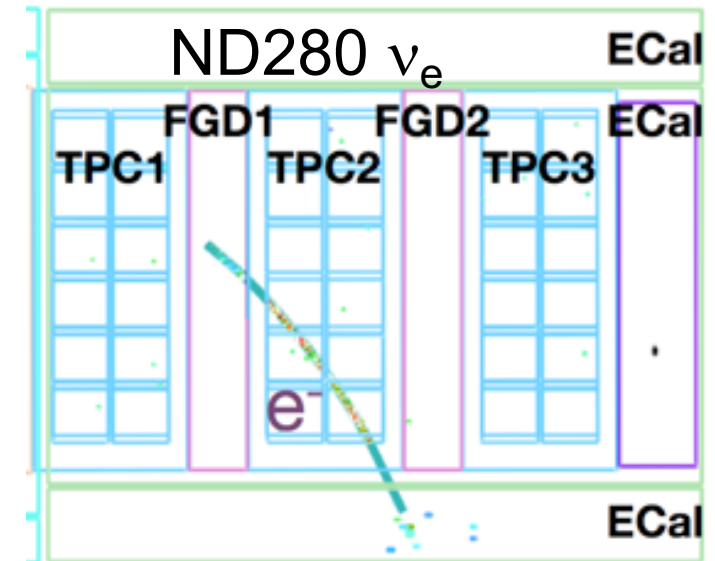 ND280 νe
ECal
FGD1
FGD2
ECal
TPC1
TPC2
TPC3
e-
ECal